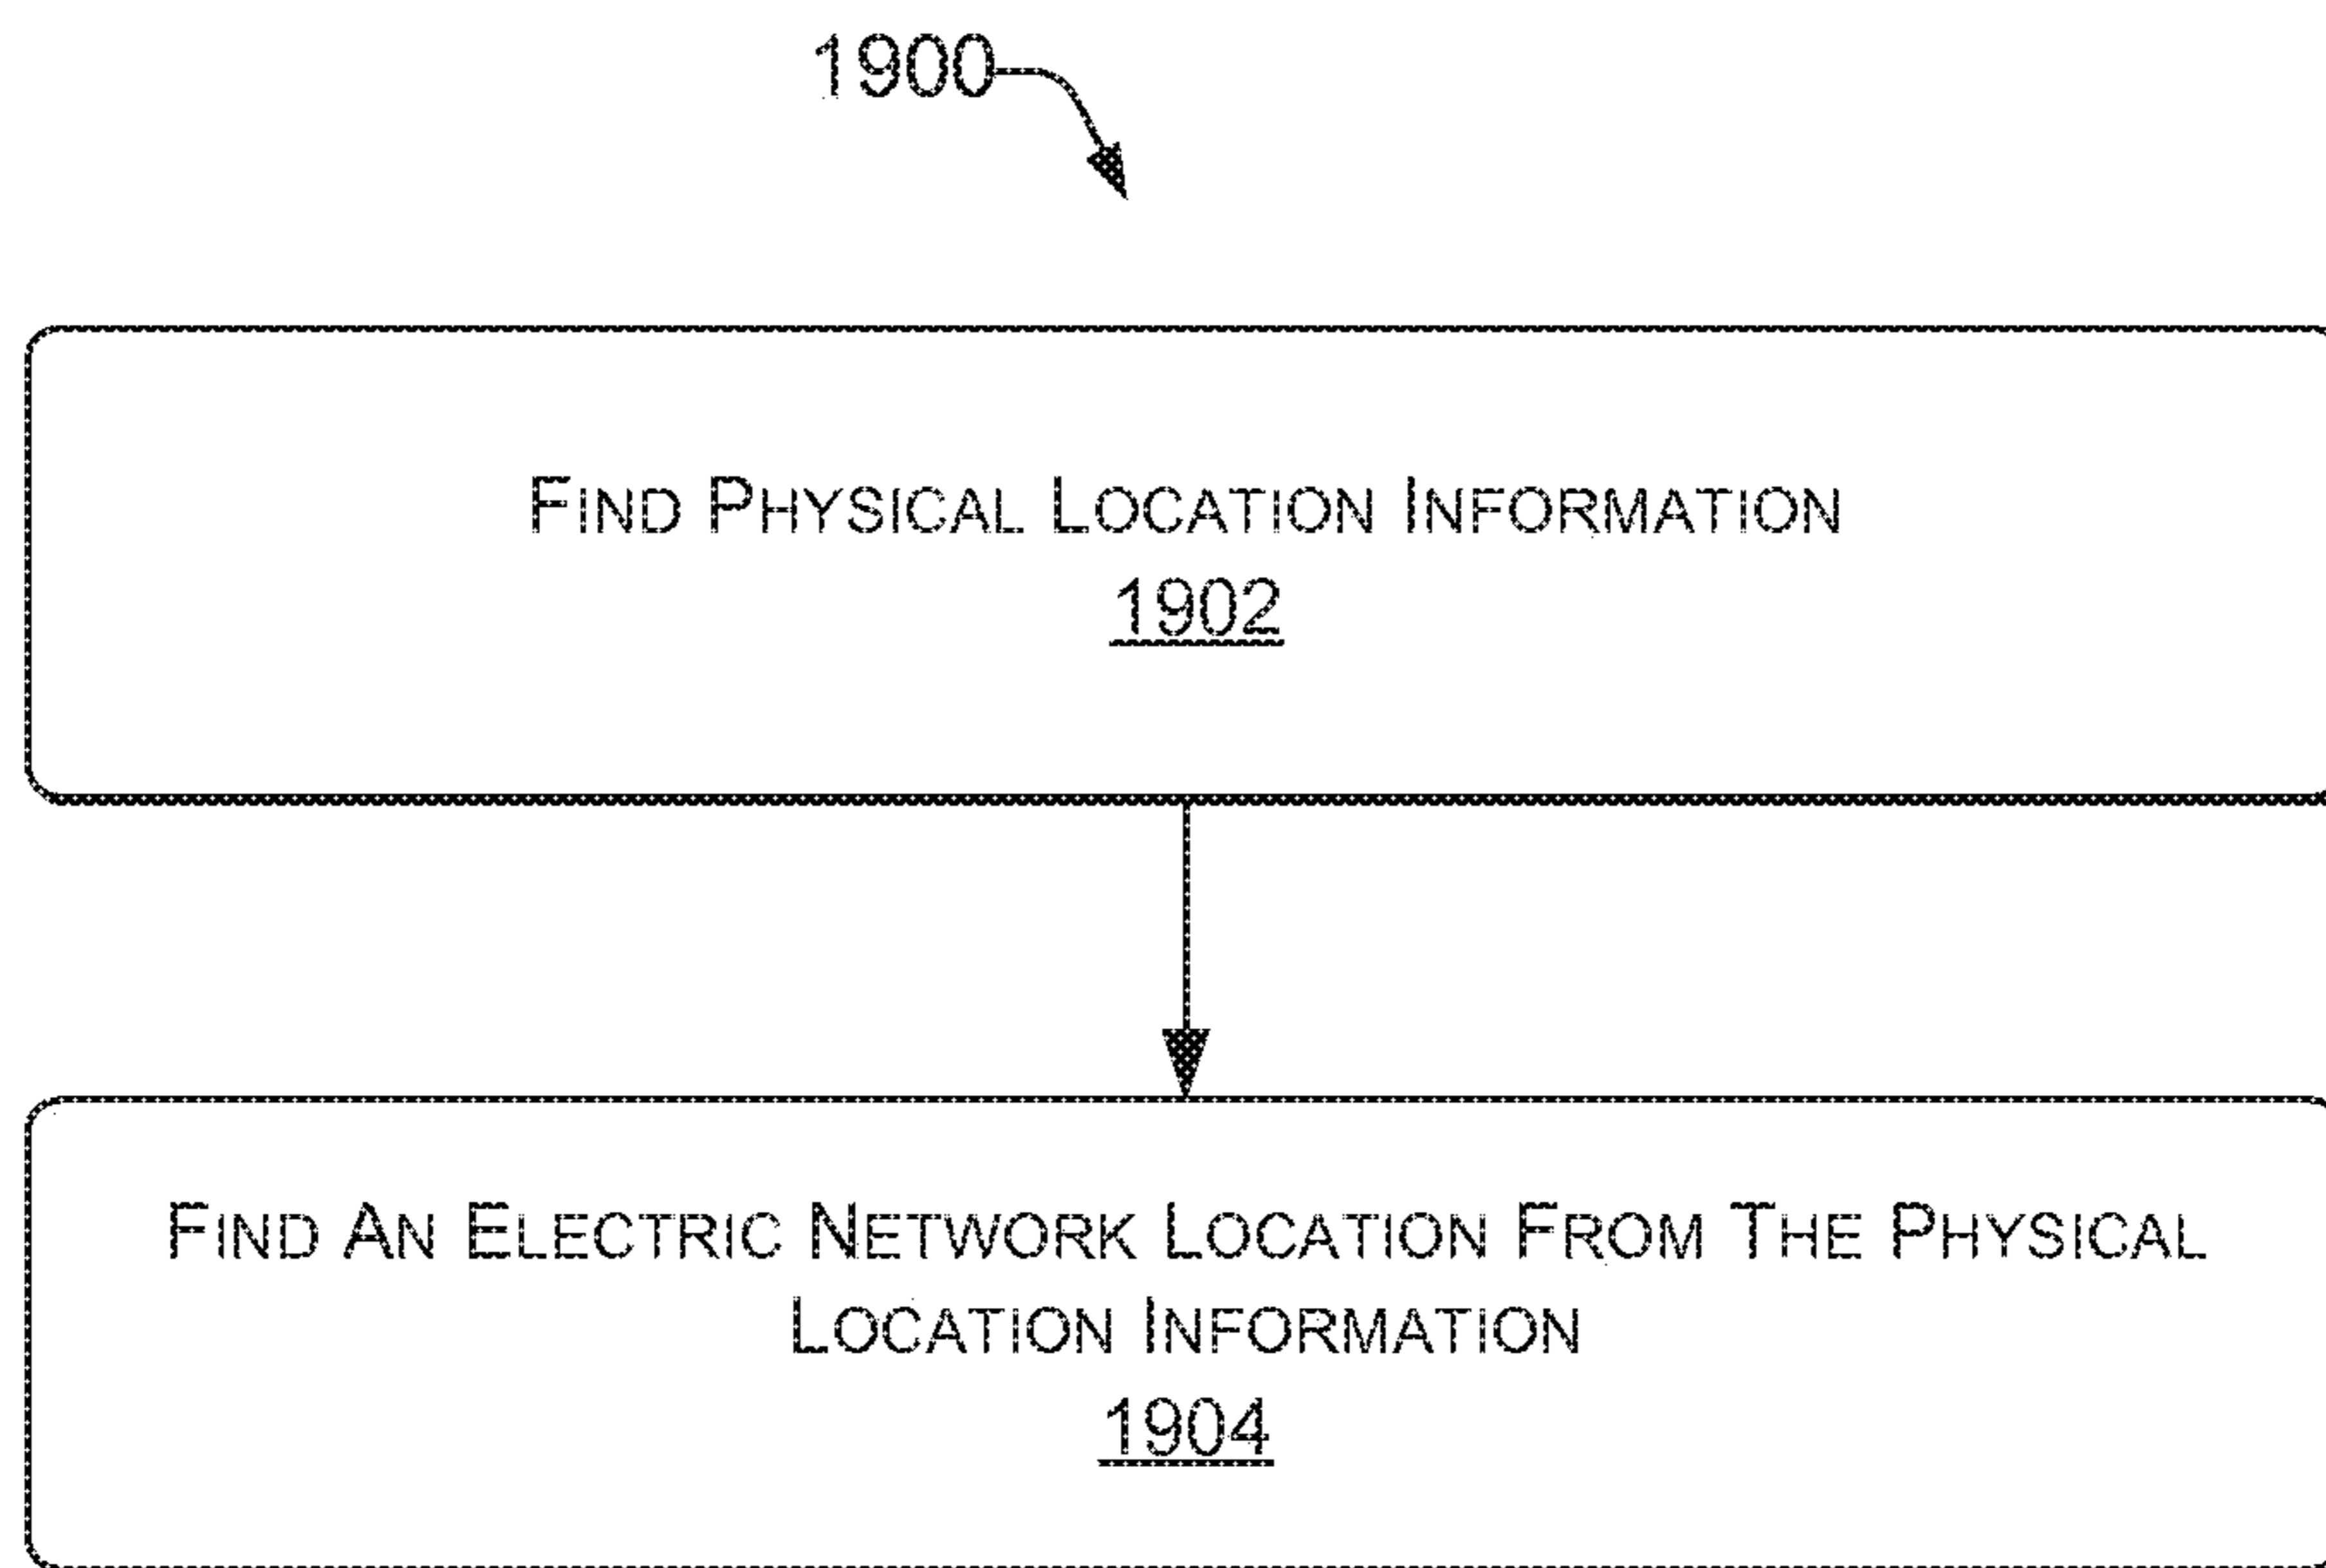 1900
Find Physical Location Information
1902
Find An Electric Network Location From The Physical
Location Information
1904